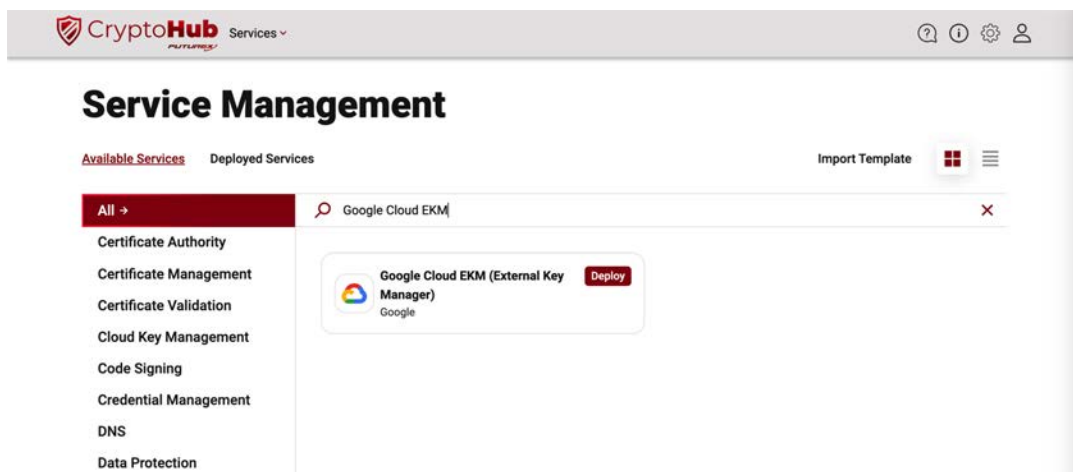 CryptoHub Services
FUTUREX
Service Management
Available Services Deployed Services Import Template
All → Google Cloud EKM
Certificate Authority
Certificate Management
Certificate Validation
Cloud Key Management
Code Signing
Credential Management
DNS
Data Protection
Google Cloud EKM (External Key
Manager)
Google
Deploy